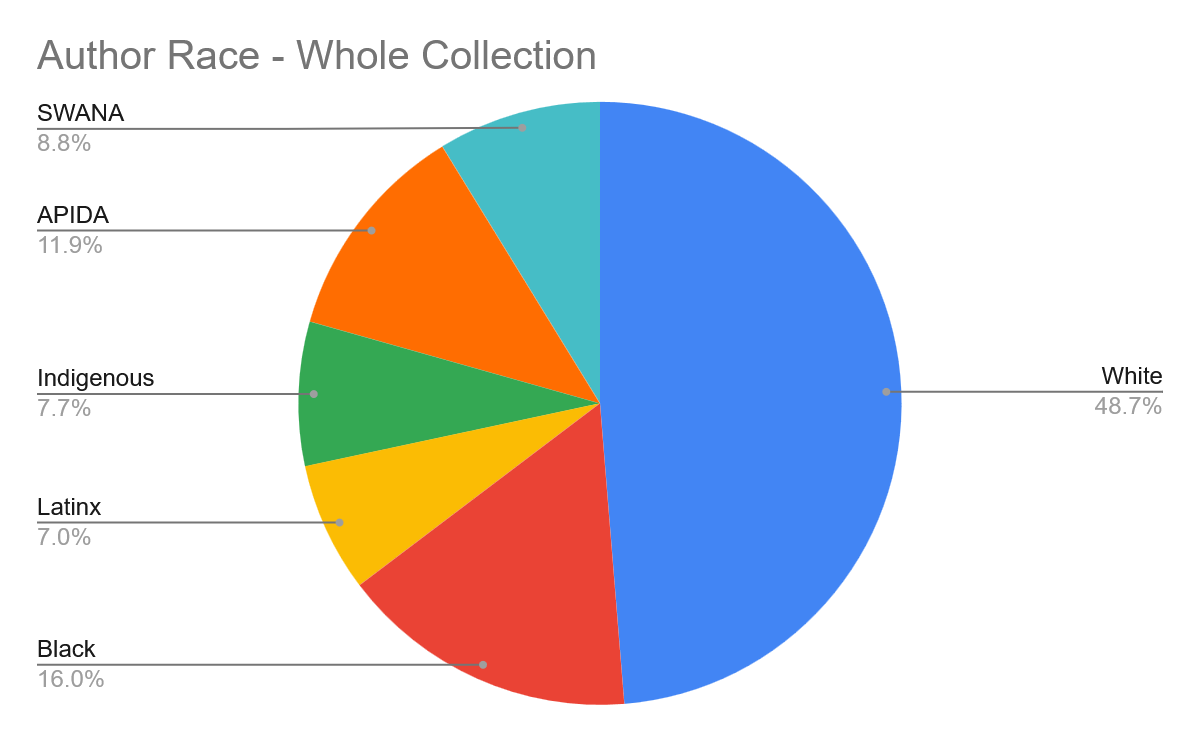 Author Race - Whole Collection
SWANA
8.8%
APIDA
11.9%
Indigenous
7.7%
Latinx
7.0%
Black
16.0%
White
48.7%